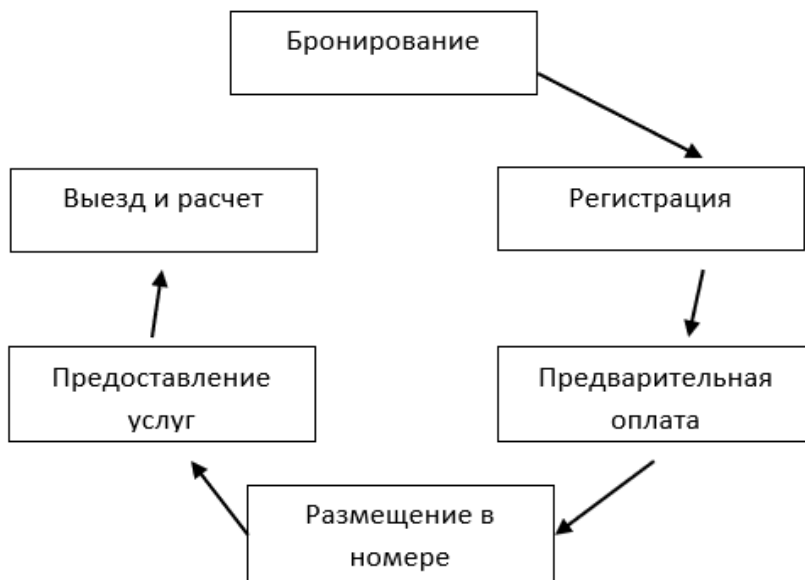 Бронирование
Регистрация
Предварительная
оплата
Размещение в
номере
Предоставление
услуг
Выезд и расчет